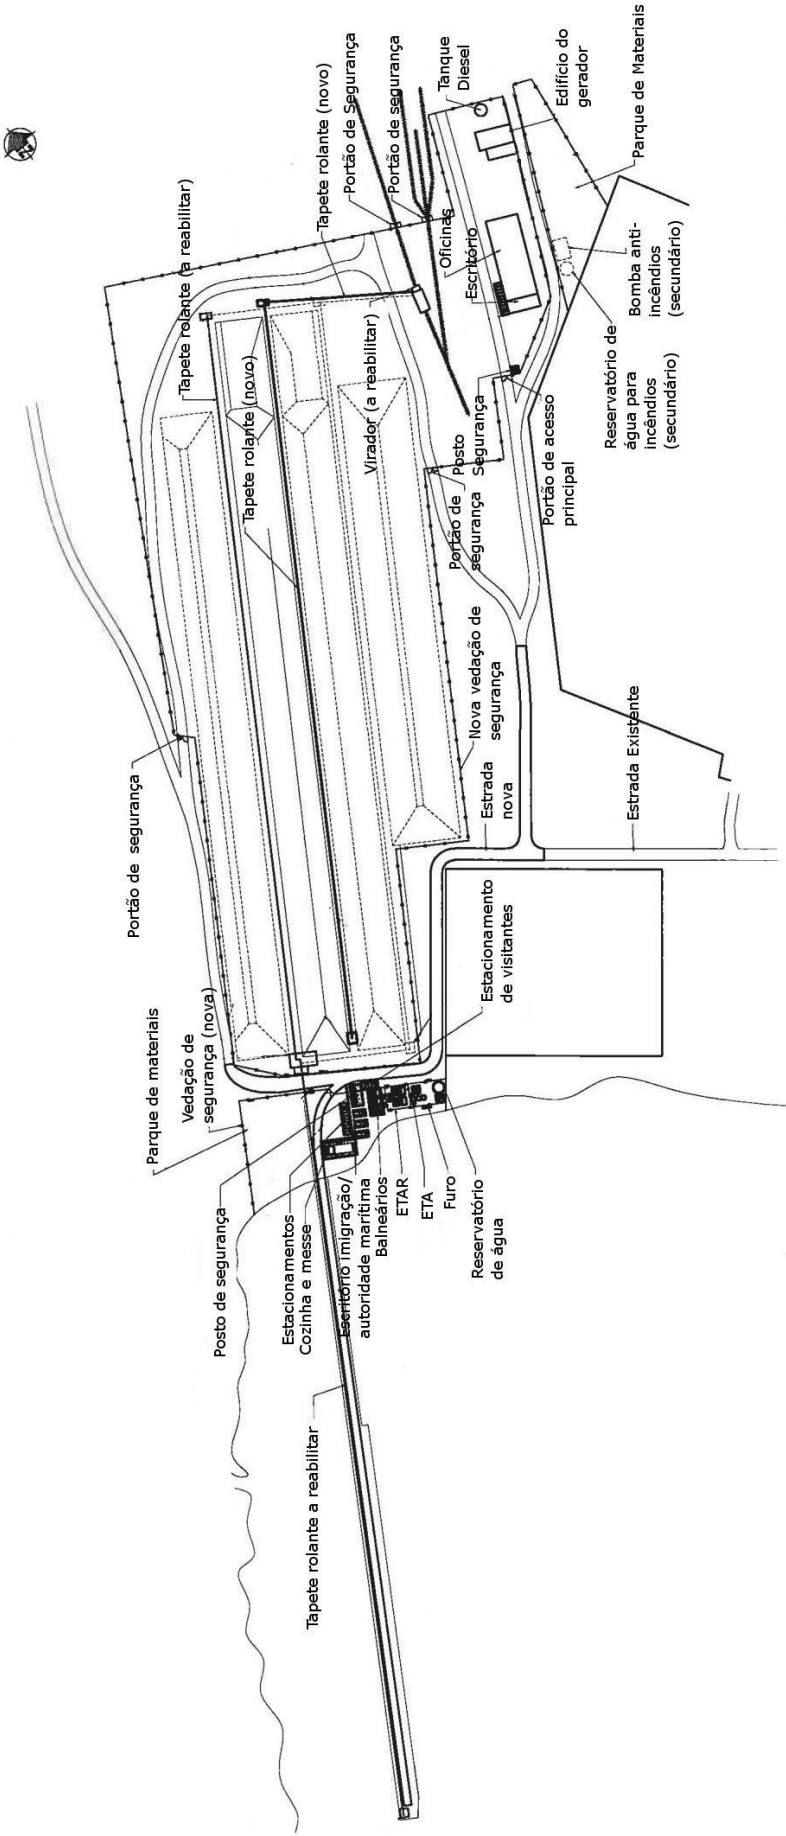 Portão de segurança
Parque de materiais
Vedação de
segurança (nova)
Tapete rolante (a reabilitar)
Posto de segurança
Tapete rolante (novo)
Estacionamentos
Cozinha e messe
Tapete rolante a reabilitar
Tapete rolante (novo)
Portão de Segurança
Escritório imigração/
autoridade marítima
Virador (a reabilitar)
Balneários
Portão de segurança
ETAR
ETA
Tanque
Diesel
Oficinas
Furo
Portão de
segurança
Posto
Segurança
Escritório
Nova vedação de
segurança
Reservatório
de água
Estrada
nova
Estacionamento
de visitantes
Portão de acesso
principal
Edifício do
gerador
Reservatório de
água para
incêndios
(secundário)
Bomba anti-
incêndios
(secundário)
Estrada Existente
Parque de Materiais